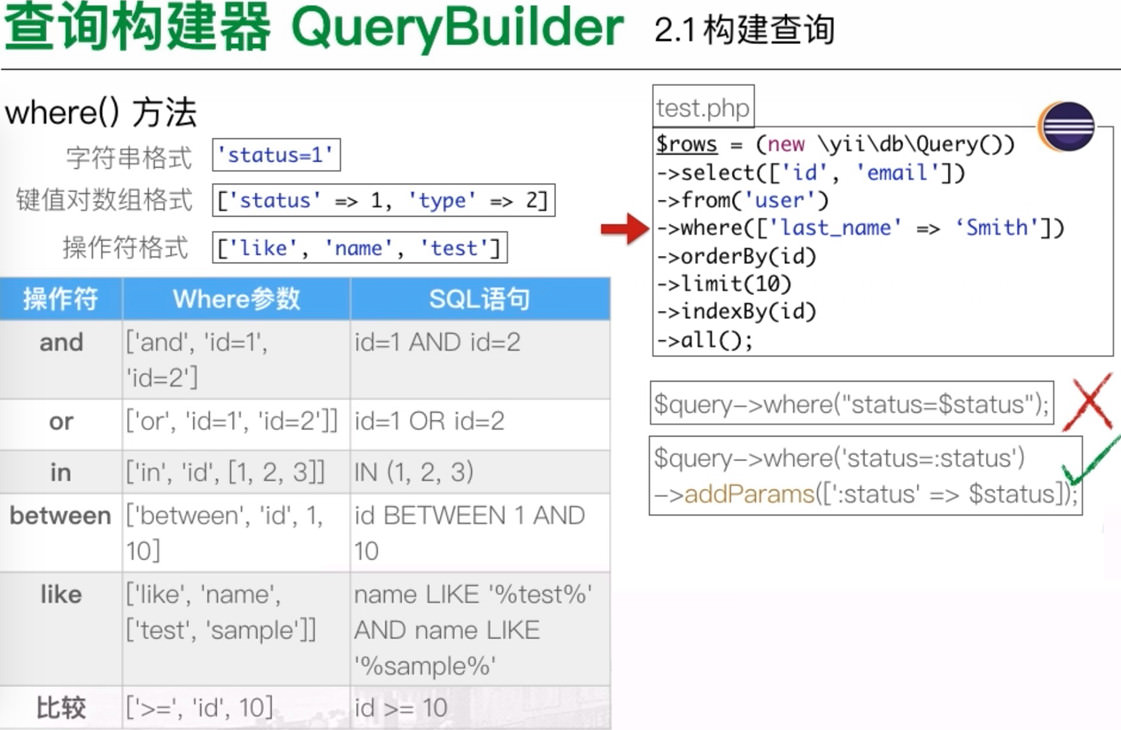 查询构建器 QueryBuilder 2.1构建查询
where() 方法
字符串格式 'status=1'
键值对数组格式 ['status' => 1, 'type' => 2]
操作符格式 ['like', 'name', 'test']
操作符 Where参数 SQL语句
and ['and', 'id=1', id=1 AND id=2
'id=2']
or ['or', 'id=1', 'id=2']] id=1 OR id=2
in ['in', 'id', [1, 2, 3]] IN (1, 2, 3)
between ['between', 'id', 1, id BETWEEN 1 AND
10] 10
like ['like', 'name', name LIKE '%test%'
['test', 'sample']] AND name LIKE
'%sample%'
比较 ['>=', 'id', 10] id >= 10
test.php
$rows = (new \yii\db\Query())
->select(['id', 'email'])
->from('user')
->where(['last_name' => ‘Smith'])
->orderBy(id)
->limit(10)
->indexBy(id)
->all();
$query->where("status=$status");
$query->where('status=:status')
->addParams([':status' => $status]);